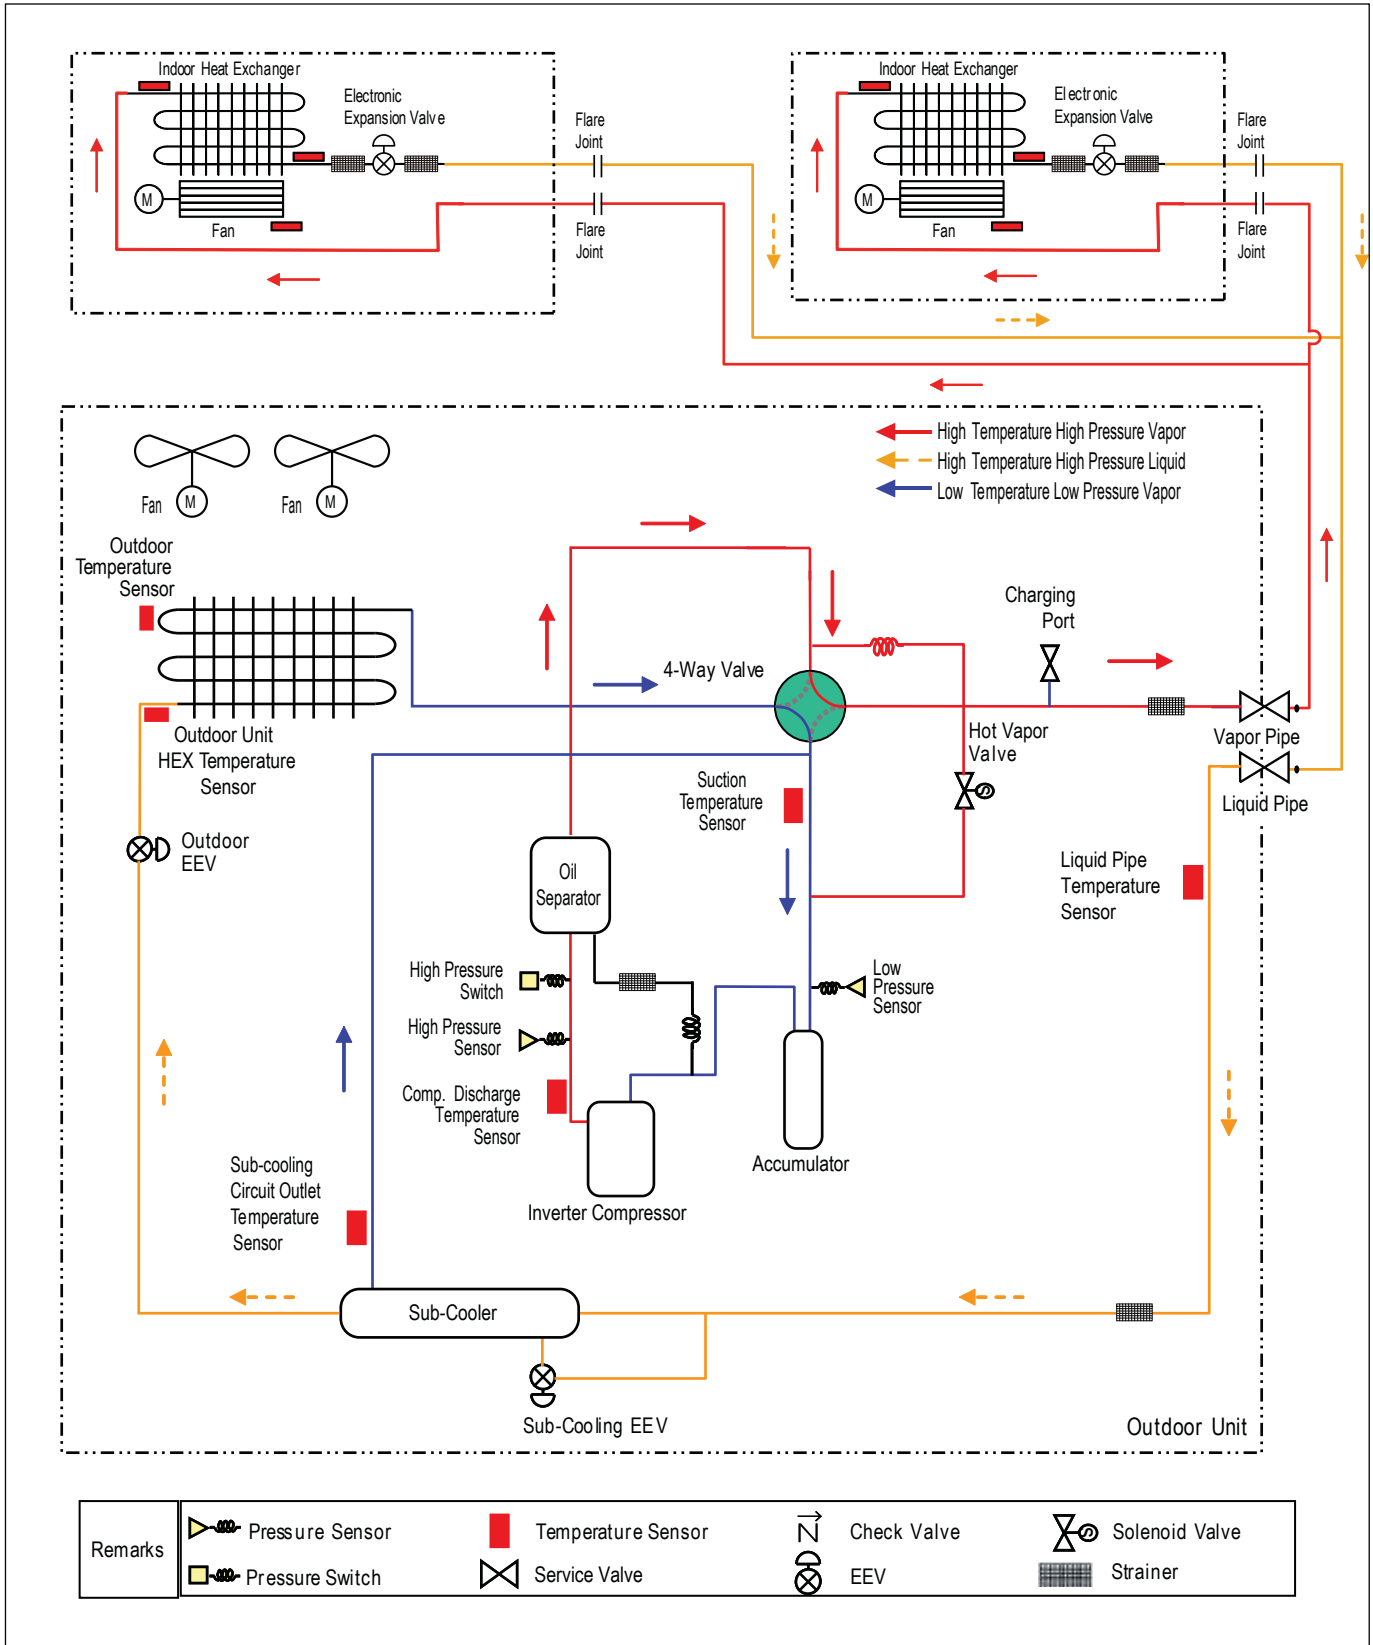 Indoor Heat Exchanger
Electronic
Expansion Valve
Flare
Joint
M
Fan
Flare
Joint
Indoor Heat Exchanger
Electronic
Expansion Valve
Flare
Joint
M
Fan
Flare
Joint
High Temperature High Pressure Vapor
High Temperature High Pressure Liquid
Low Temperature Low Pressure Vapor
Fan
M
Fan
M
Outdoor
Temperature
Sensor
Charging
Port
4-Way Valve
Outdoor Unit
HEX Temperature
Sensor
Hot Vapor
Valve
S
Vapor Pipe
Liquid Pipe
Suction
Temperature
Sensor
Outdoor
EEV
Oil
Separator
Liquid Pipe
Temperature
Sensor
High Pressure
Switch
Low
Pressure
Sensor
High Pressure
Sensor
Comp. Discharge
Temperature
Sensor
Accumulator
Sub-cooling
Circuit Outlet
Temperature
Sensor
Inverter Compressor
Sub-Cooler
Sub-Cooling EEV
Outdoor Unit
Remarks
Pressure Sensor
Temperature Sensor
Check Valve
S
Solenoid Valve
Pressure Switch
Service Valve
EEV
Strainer